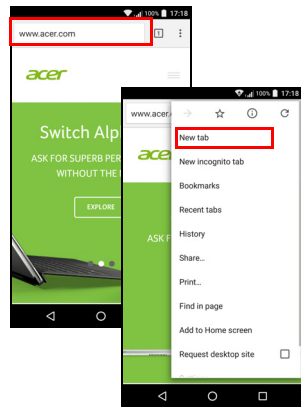 100% 17:18
www.acer.com
1
acer
Switch Alp
ASK FOR SUPERB PER
WITHOUT THE
EXPLORE
100% 17:18
www.acer.
New tab
New incognito tab
Bookmarks
Recent tabs
History
Share...
Print...
Find in page
Add to Home screen
Request desktop site
ace
ASK F